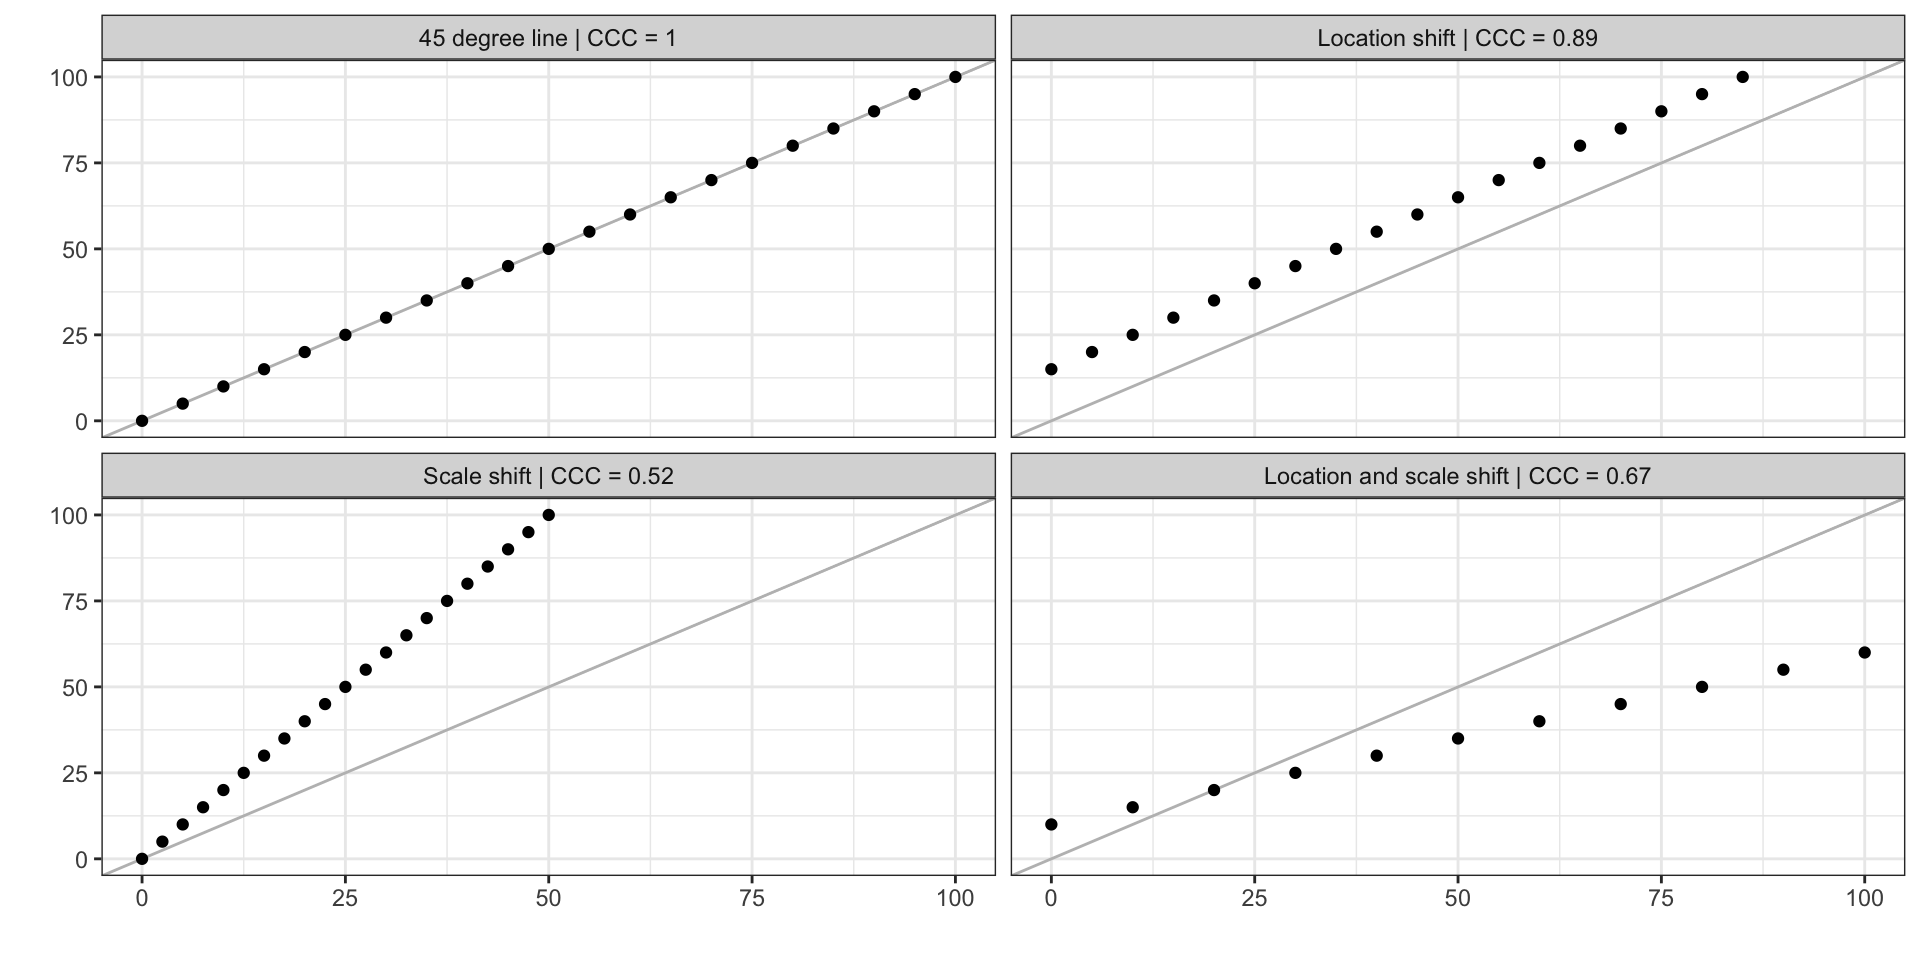 45 degree line | CCC = 1
Location shift | CCC = 0.89
100
75
50
25
0
Scale shift | CCC = 0.52
Location and scale shift | CCC = 0.67
100
75
50
25
0
0 25 50 75 100
0 25 50 75 100